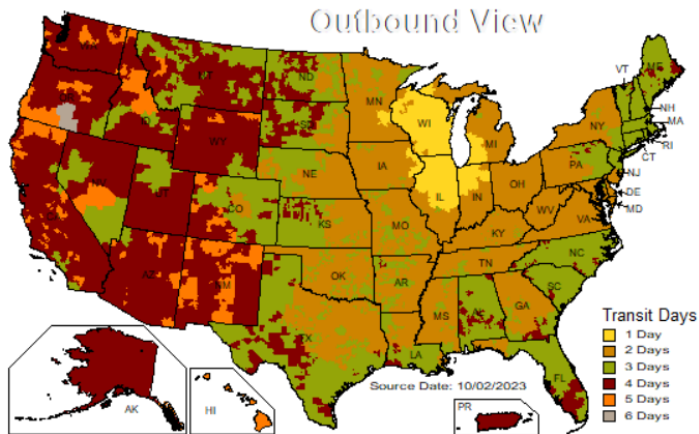 Outbound View
WA
MT
ND
MN
VT
ME
NH
MA
RI
CT
NY
WI
MI
ID
WY
SD
IA
NE
PA
NJ
DE
MD
NV
UT
CO
IL
IN
OH
WV
VA
CA
KS
MO
KY
AZ
NM
OK
AR
TN
NC
SC
TX
LA
MS
AL
GA
FL
AK
HI
PR
Source Date: 10/02/2023
Transit Days
1 Day
2 Days
3 Days
4 Days
5 Days
6 Days